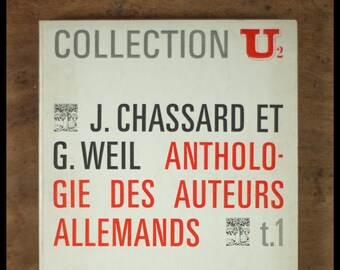 COLLECTION U2
J. CHASSARD ET
G. WEIL ANTHOLO-
GIE DES AUTEURS
ALLEMANDS t.1